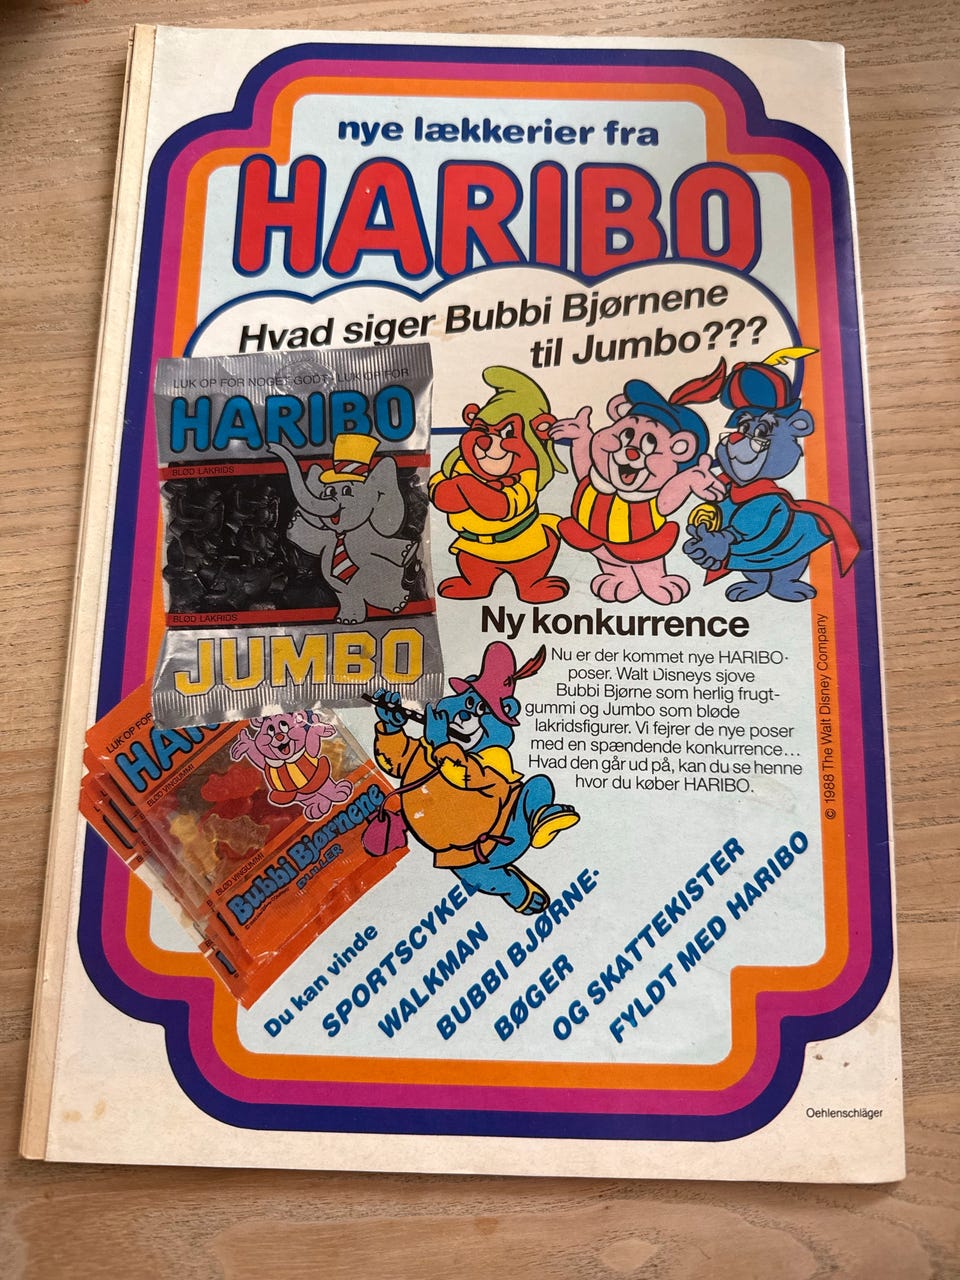 nye lækkerier fra
HARIBO
Hvad siger Bubbi Bjørnene
til Jumbo???
LUK OP FOR NOGET GODT · LUK OP FOR
HARIBO
BLØD LAKRIDS
BLØD LAKRIDS
JUMBO
Ny konkurrence
Nu er der kommet nye HARIBO-
poser. Walt Disneys sjove
Bubbi Bjørne som herlig frugt-
gummi og Jumbo som bløde
lakridsfigurer. Vi fejrer de nye poser
med en spændende konkurrence...
Hvad den går ud på, kan du se henne
hvor du køber HARIBO.
© 1988 The Walt Disney Company
LUK OP FOR
BLØD VINGUMMI
BLØD VINGUMMI
Bubbi Bjørnene
Du kan vinde
SPORTSCYKEL
WALKMAN
BUBBI BJØRNE-
BØGER
OG SKATTEKISTER
FYLDT MED HARIBO
Oehlenschläger